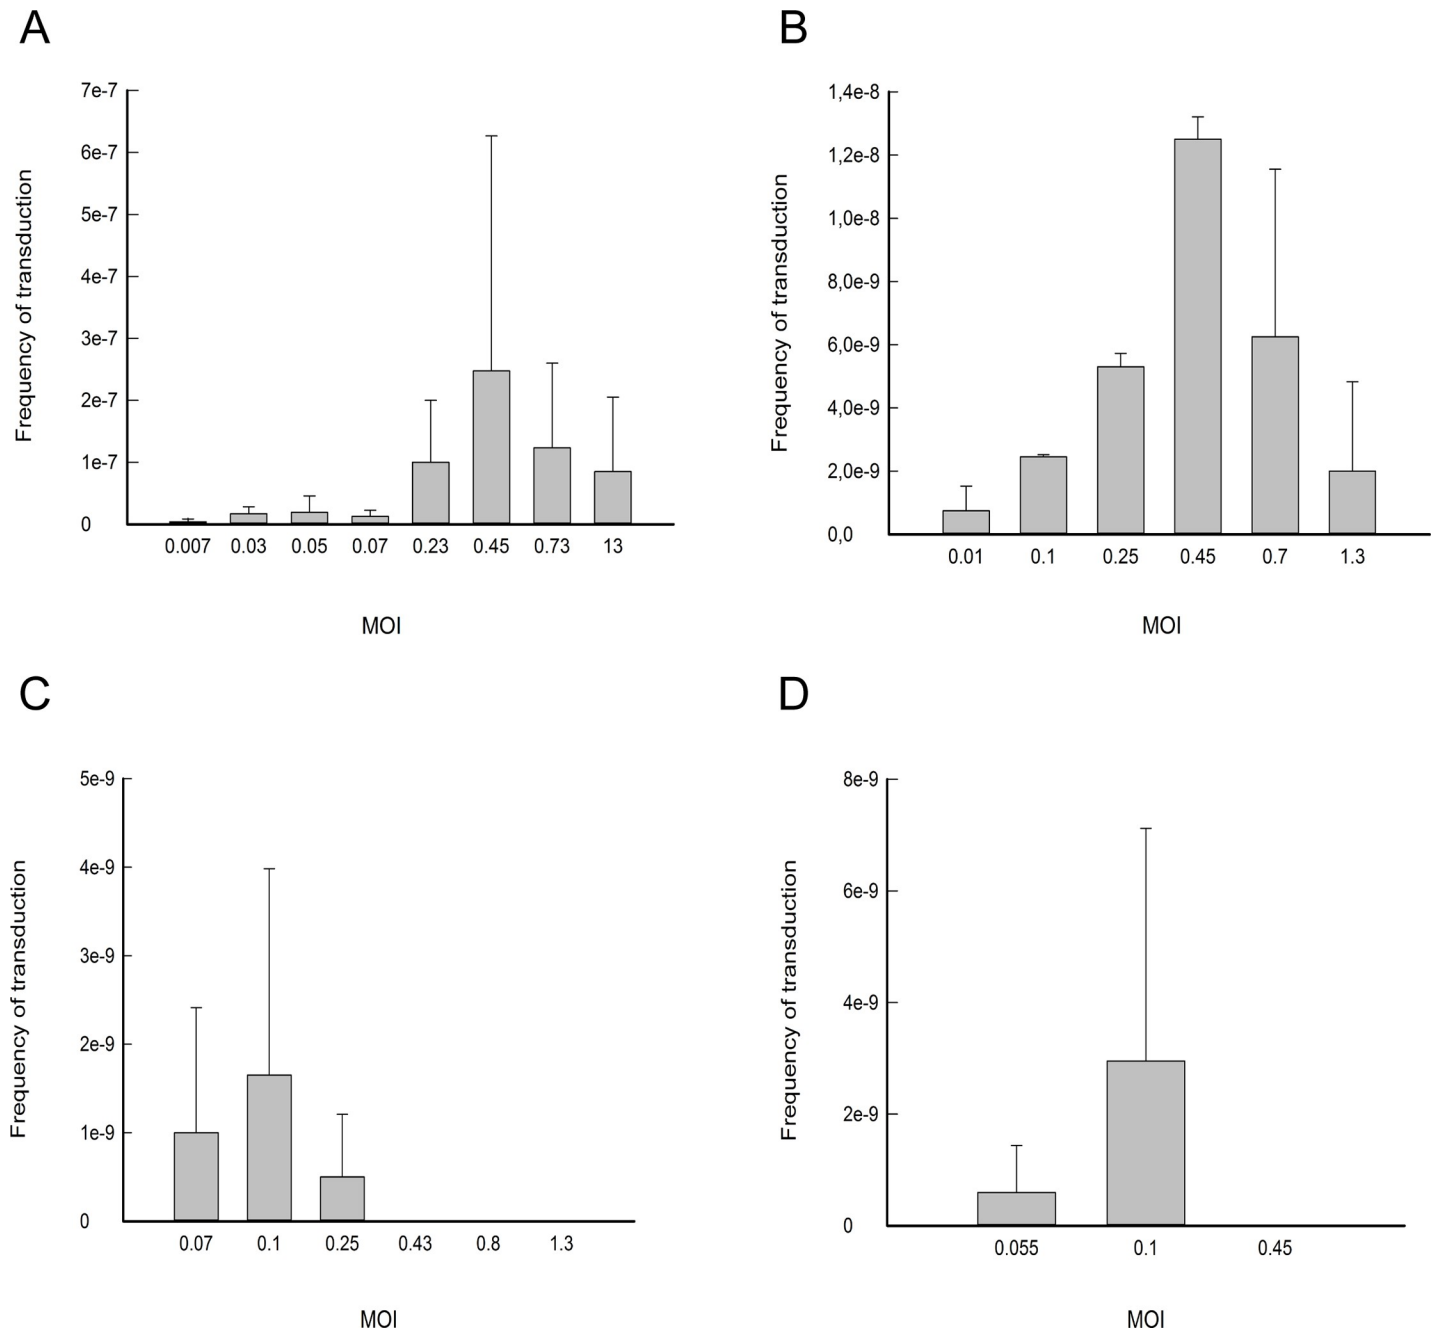 A
Frequency of transduction
7e-7
6e-7
5e-7
4e-7
3e-7
2e-7
1e-7
0
0.007 0.03 0.05 0.07 0.23 0.45 0.73 13
MOI
B
Frequency of transduction
1,4e-8
1,2e-8
1,0e-8
8,0e-9
6,0e-9
4,0e-9
2,0e-9
0,0
0.01 0.1 0.25 0.45 0.7 1.3
MOI
C
Frequency of transduction
5e-9
4e-9
3e-9
2e-9
1e-9
0
0.07 0.1 0.25 0.43 0.8 1.3
MOI
D
Frequency of transduction
8e-9
6e-9
4e-9
2e-9
0
0.055 0.1 0.45
MOI